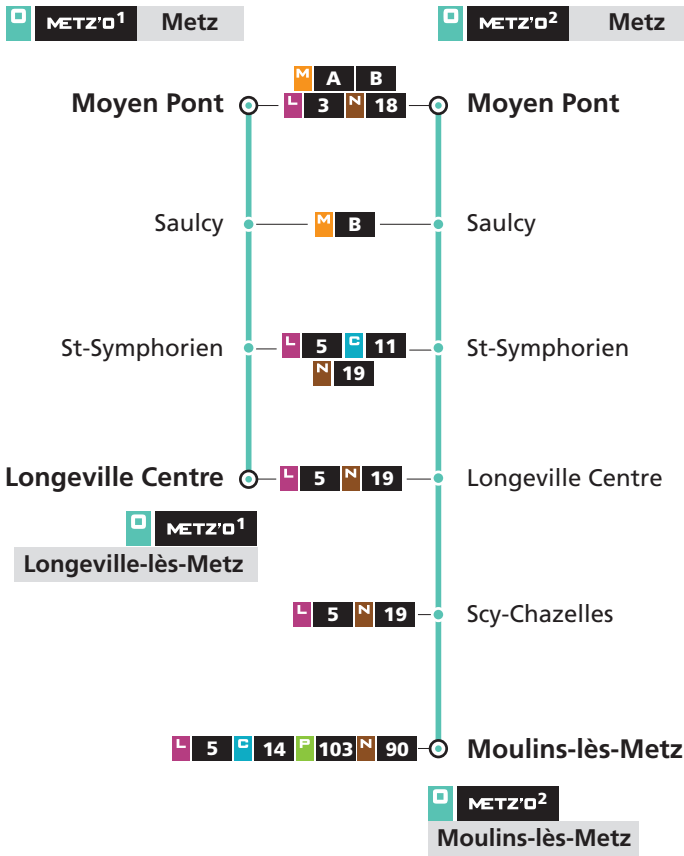 O METZ'O¹ Metz O METZ'O² Metz
M A B
Moyen Pont L 3 N 18 Moyen Pont
Saulcy M B Saulcy
St-Symphorien L 5 C 11 St-Symphorien
N 19
Longeville Centre L 5 N 19 Longeville Centre
O METZ'O¹
Longeville-lès-Metz
L 5 N 19 Scy-Chazelles
L 5 C 14 P 103 N 90 Moulins-lès-Metz
O METZ'O²
Moulins-lès-Metz